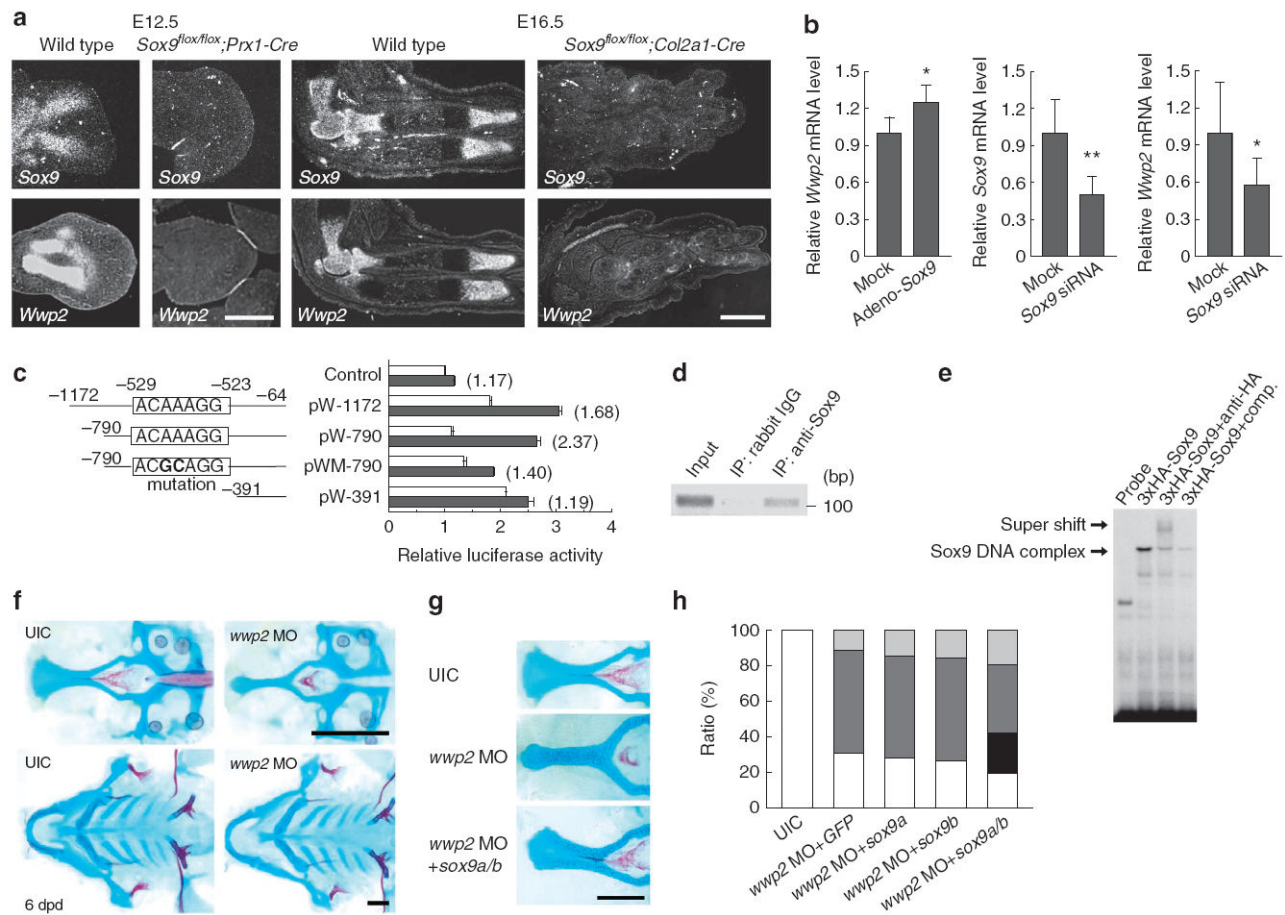 a
E12.5
E16.5
Wild type
Sox9flox/flox;Prx1-Cre
Wild type
Sox9flox/flox;Col2a1-Cre
Sox9
Sox9
Sox9
Sox9
Wwp2
Wwp2
Wwp2
Wwp2
b
Relative Wwp2 mRNA level
1.5
1.2
0.9
0.6
0.3
0
*
Mock
Adeno-Sox9
Relative Sox9 mRNA level
1.5
1.2
0.9
0.6
0.3
0
**
Mock
Sox9 siRNA
Relative Wwp2 mRNA level
1.5
1.2
0.9
0.6
0.3
0
*
Mock
Sox9 siRNA
c
−1172
−529
−523
−64
ACAAAGG
−790
ACAAAGG
−790
ACGCAGG
mutation
−391
Control
(1.17)
pW-1172
(1.68)
pW-790
(2.37)
pWM-790
(1.40)
pW-391
(1.19)
0 1 2 3 4
Relative luciferase activity
d
Input
IP: rabbit IgG
IP: anti-Sox9
(bp)
100
e
Probe
3xHA-Sox9
3xHA-Sox9+anti-HA
3xHA-Sox9+comp.
Super shift
Sox9 DNA complex
f
UIC
wwp2 MO
UIC
wwp2 MO
6 dpd
g
UIC
wwp2 MO
wwp2 MO
+sox9a/b
h
Ratio (%)
100
80
60
40
20
0
UIC
wwp2 MO+GFP
wwp2 MO+sox9a
wwp2 MO+sox9b
wwp2 MO+sox9a/b